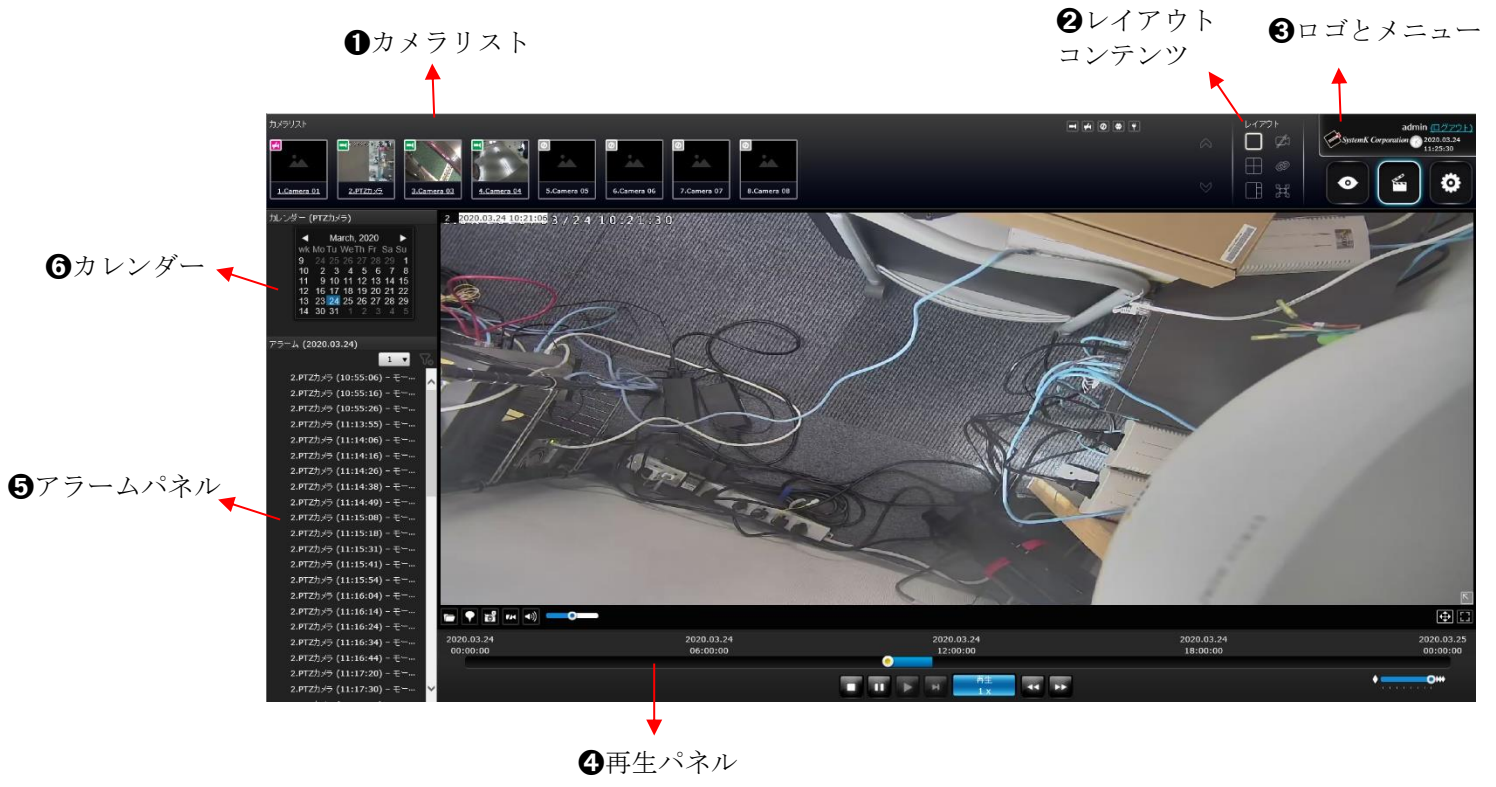 ❶カメラリスト
❷レイアウト
コンテンツ
❸ロゴとメニュー
カメラリスト
レイアウト
admin (ログアウト)
SystemK Corporation
2020.03.24
11:25:30
1.Camera 01
2.PTZカメラ
3.Camera 03
4.Camera 04
5.Camera 05
6.Camera 06
7.Camera 07
8.Camera 08
カレンダー (PTZカメラ)
March, 2020
wk Mo Tu We Th Fr Sa Su
9 24 25 26 27 28 29 1
10 2 3 4 5 6 7 8
11 9 10 11 12 13 14 15
12 16 17 18 19 20 21 22
13 23 24 25 26 27 28 29
14 30 31 1 2 3 4 5
❻カレンダー
2 2020.03.24 10:21:06
3/24 10:21:30
アラーム (2020.03.24)
1
2.PTZカメラ (10:55:06) - モー...
2.PTZカメラ (10:55:16) - モー...
2.PTZカメラ (10:55:26) - モー...
2.PTZカメラ (11:13:55) - モー...
2.PTZカメラ (11:14:06) - モー...
2.PTZカメラ (11:14:16) - モー...
2.PTZカメラ (11:14:26) - モー...
2.PTZカメラ (11:14:38) - モー...
2.PTZカメラ (11:14:49) - モー...
2.PTZカメラ (11:15:08) - モー...
2.PTZカメラ (11:15:18) - モー...
2.PTZカメラ (11:15:31) - モー...
2.PTZカメラ (11:15:41) - モー...
2.PTZカメラ (11:15:54) - モー...
2.PTZカメラ (11:16:04) - モー...
2.PTZカメラ (11:16:14) - モー...
2.PTZカメラ (11:16:24) - モー...
2.PTZカメラ (11:16:34) - モー...
2.PTZカメラ (11:16:44) - モー...
2.PTZカメラ (11:17:20) - モー...
2.PTZカメラ (11:17:30) - モー...
❺アラームパネル
2020.03.24
00:00:00
2020.03.24
06:00:00
2020.03.24
12:00:00
2020.03.24
18:00:00
2020.03.25
00:00:00
再生
1 x
❹再生パネル